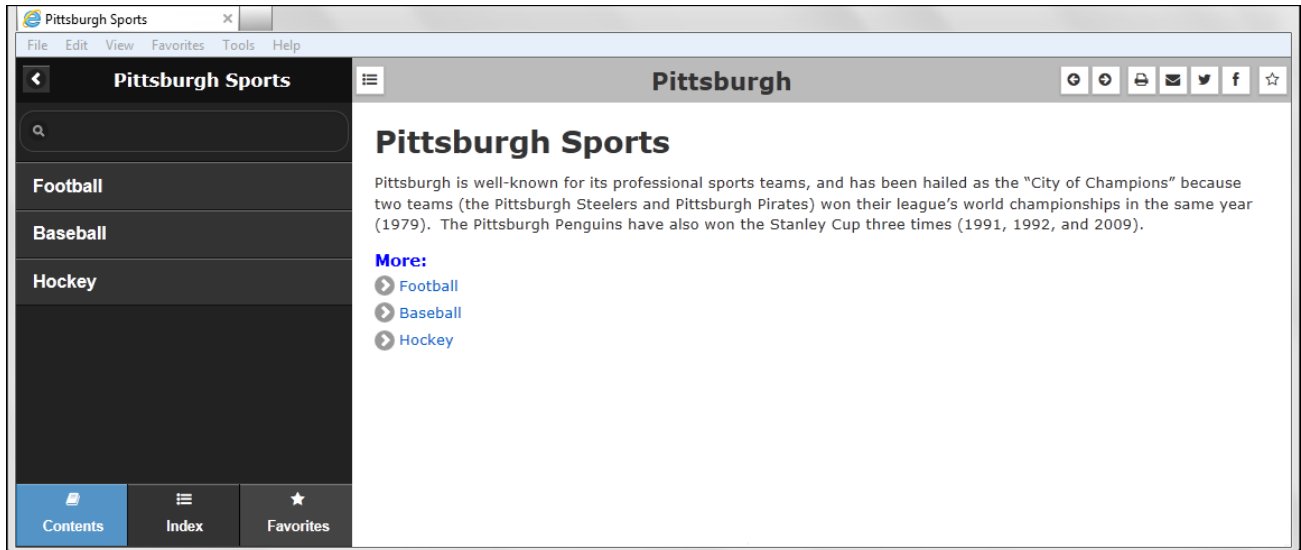 Pittsburgh Sports
File Edit View Favorites Tools Help
Pittsburgh Sports
Pittsburgh
Football
Baseball
Hockey
Contents
Index
Favorites
Pittsburgh Sports
Pittsburgh is well-known for its professional sports teams, and has been hailed as the “City of Champions” because
two teams (the Pittsburgh Steelers and Pittsburgh Pirates) won their league’s world championships in the same year
(1979). The Pittsburgh Penguins have also won the Stanley Cup three times (1991, 1992, and 2009).
More:
Football
Baseball
Hockey